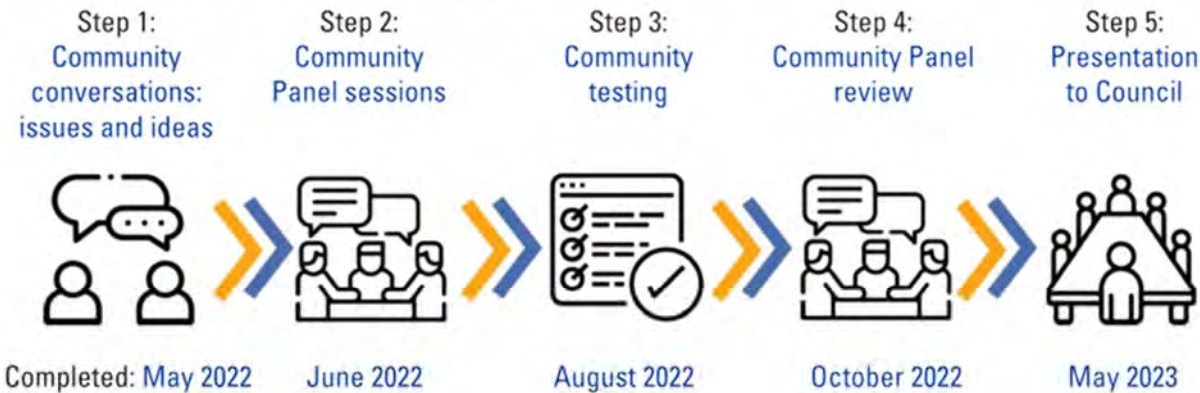 Step 1:
Community
conversations:
issues and ideas
Step 2:
Community
Panel sessions
Step 3:
Community
testing
Step 4:
Community Panel
review
Step 5:
Presentation
to Council
Completed: May 2022
June 2022
August 2022
October 2022
May 2023